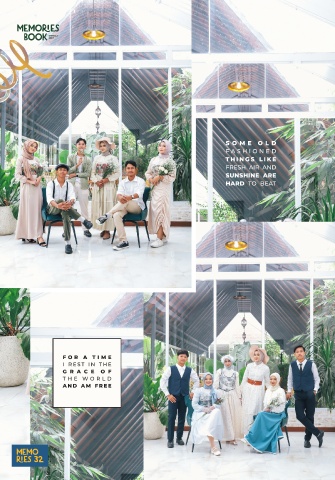 MEMORIES
BOOK
SOME OLD
FASHIONED
THINGS LIKE
FRESH AIR AND
SUNSHINE ARE
HARD TO BEAT
FOR A TIME
I REST IN THE
GRACE OF
THE WORLD
AND AM FREE
MEMO
RIES 32